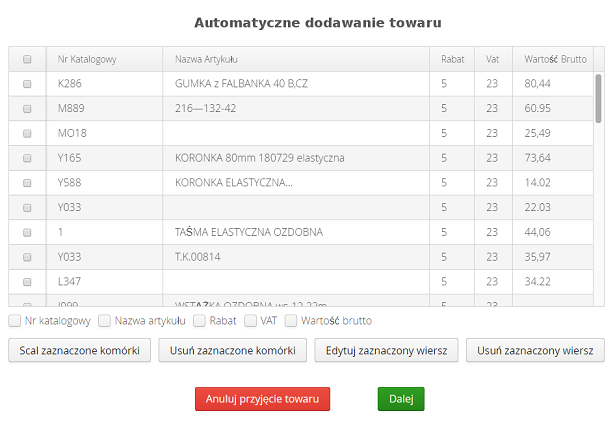 Automatyczne dodawanie towaru
Nr Katalogowy Nazwa Artykułu Rabat Vat Wartość Brutto
K286 GUMKA z FALBANKA 40 B,CZ 5 23 80,44
M889 216—132-42 5 23 60.95
MO18 5 23 25,49
Y165 KORONKA 80mm 180729 elastyczna 5 23 73,64
Y588 KORONKA ELASTYCZNA... 5 23 14.02
Y033 5 23 22.03
1 TAŚMA ELASTYCZNA OZDOBNA 5 23 44,06
Y033 T.K.00814 5 23 35,97
L347 5 23 34.22
WSTĄŻKA OZDOBNA 5 23
Nr katalogowy Nazwa artykułu Rabat VAT Wartość brutto
Scal zaznaczone komórki Usuń zaznaczone komórki Edytuj zaznaczony wiersz Usuń zaznaczony wiersz
Anuluj przyjęcie towaru Dalej